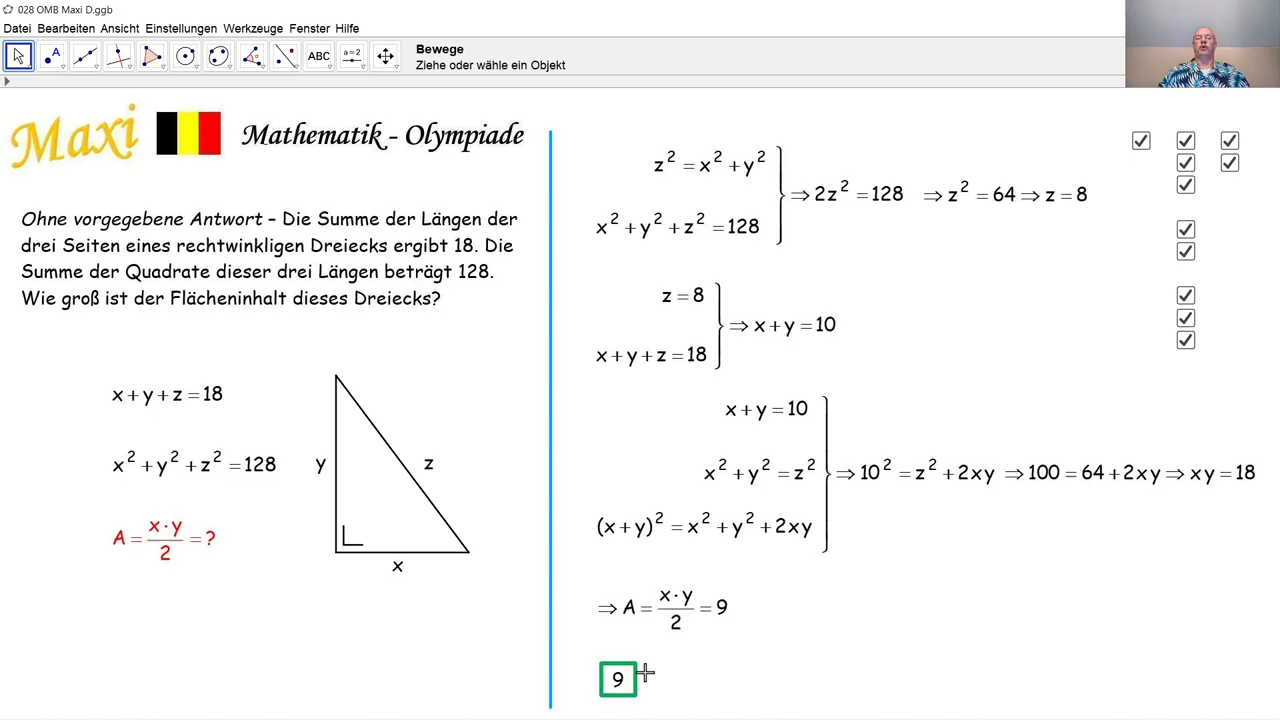 028 OMB Maxi D.ggb
Datei Bearbeiten Ansicht Einstellungen Werkzeuge Fenster Hilfe
A ABC a=2 Bewege
Ziehe oder wähle ein Objekt
Maxi Mathematik - Olympiade
Ohne vorgegebene Antwort – Die Summe der Längen der
drei Seiten eines rechtwinkligen Dreiecks ergibt 18. Die
Summe der Quadrate dieser drei Längen beträgt 128.
Wie groß ist der Flächeninhalt dieses Dreiecks?
x + y + z = 18
x² + y² + z² = 128
A = x·y/2 = ?
y
z
x
z² = x² + y²
x² + y² + z² = 128
⇒ 2z² = 128 ⇒ z² = 64 ⇒ z = 8
z = 8
x + y + z = 18
⇒ x + y = 10
x + y = 10
x² + y² = z²
(x + y)² = x² + y² + 2xy
⇒ 10² = z² + 2xy ⇒ 100 = 64 + 2xy ⇒ xy = 18
⇒ A = x·y/2 = 9
9